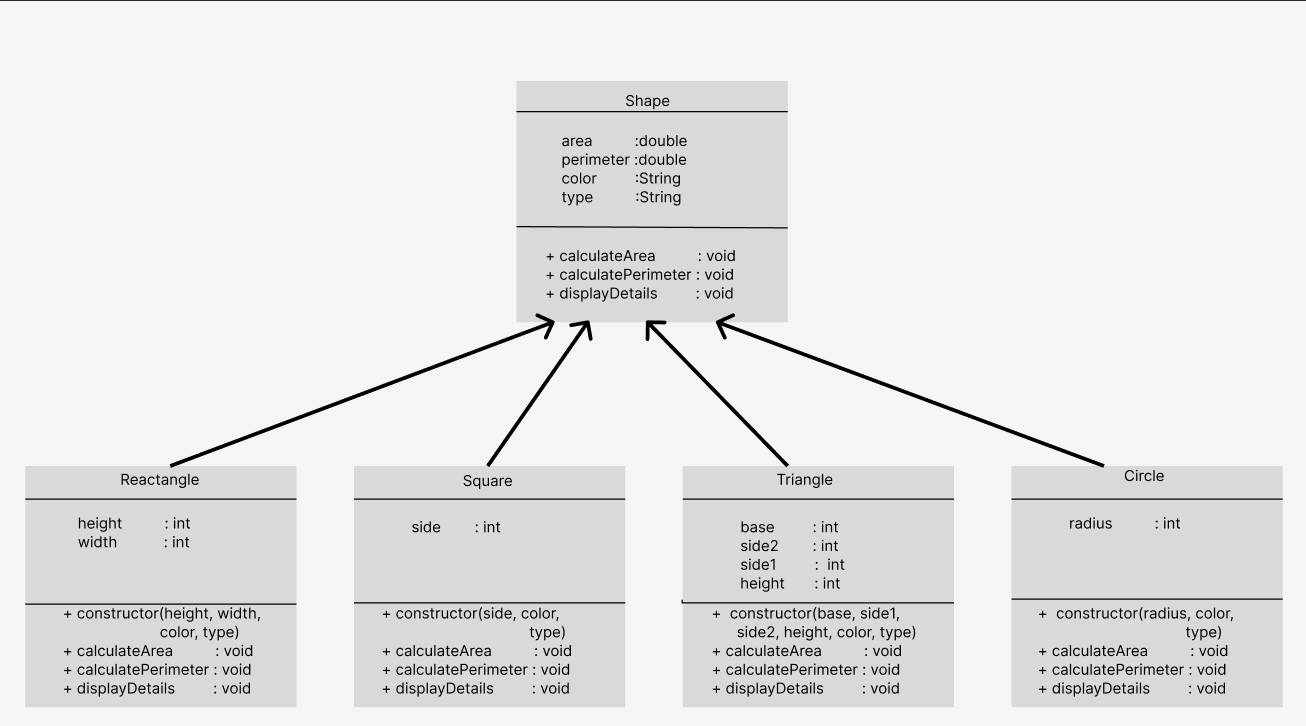 Shape
area :double
perimeter :double
color :String
type :String
+ calculateArea : void
+ calculatePerimeter : void
+ displayDetails : void
Reactangle
height : int
width : int
+ constructor(height, width,
color, type)
+ calculateArea : void
+ calculatePerimeter : void
+ displayDetails : void
Square
side : int
+ constructor(side, color,
type)
+ calculateArea : void
+ calculatePerimeter : void
+ displayDetails : void
Triangle
base : int
side2 : int
side1 : int
height : int
+ constructor(base, side1,
side2, height, color, type)
+ calculateArea : void
+ calculatePerimeter : void
+ displayDetails : void
Circle
radius : int
+ constructor(radius, color,
type)
+ calculateArea : void
+ calculatePerimeter : void
+ displayDetails : void